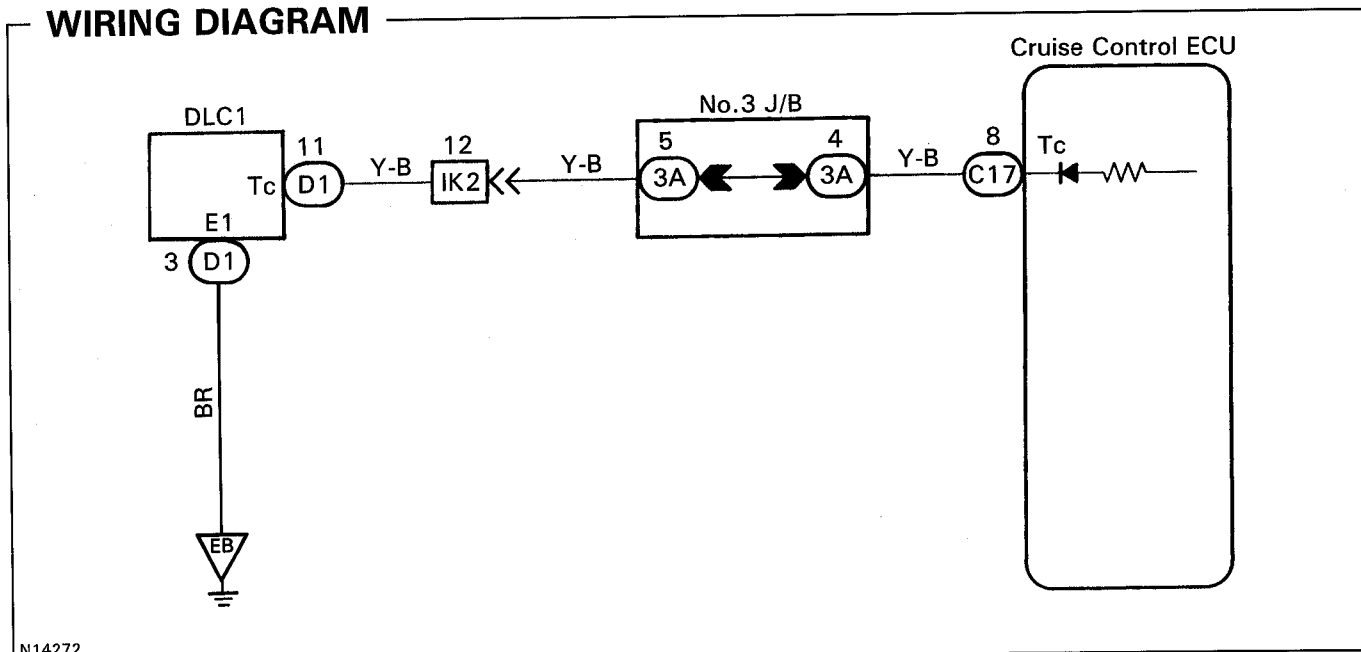 WIRING DIAGRAM
Cruise Control ECU
DLC1
No.3 J/B
11
12
5
4
8
Tc
Tc
D1
Y-B
IK2
Y-B
3A
3A
Y-B
C17
E1
3
D1
BR
EB
N14272